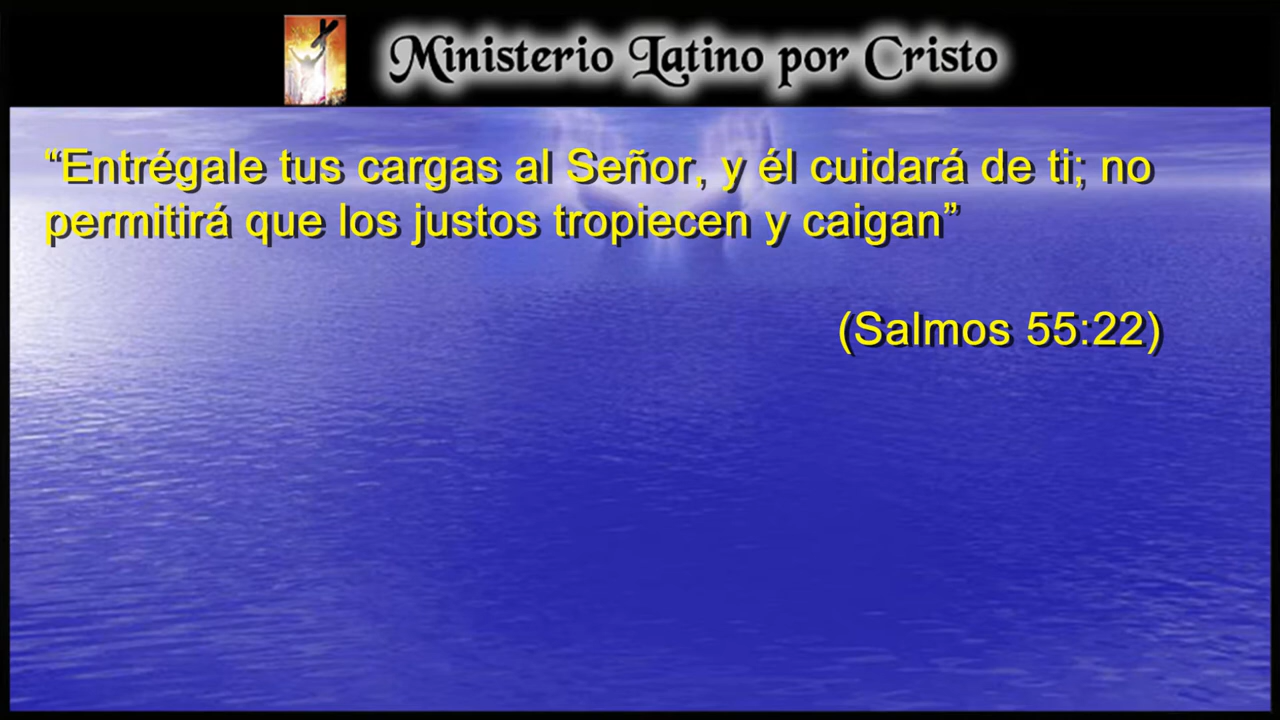 Ministerio Latino por Cristo
“Entrégale tus cargas al Señor, y él cuidará de ti; no
permitirá que los justos tropiecen y caigan”
(Salmos 55:22)